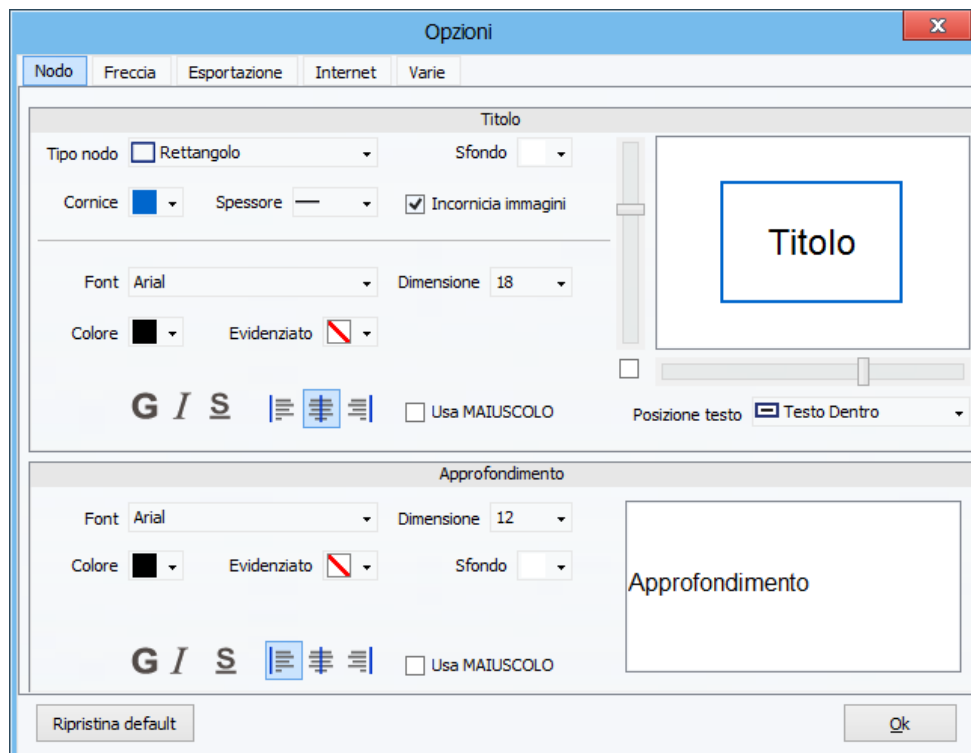 Opzioni
x
Nodo Freccia Esportazione Internet Varie
Titolo
Tipo nodo Rettangolo Sfondo
Cornice Spessore Incornicia immagini
Titolo
Font Arial Dimensione 18
Colore Evidenziato
G I S Usa MAIUSCOLO
Posizione testo Testo Dentro
Approfondimento
Font Arial Dimensione 12
Colore Evidenziato Sfondo
Approfondimento
G I S Usa MAIUSCOLO
Ripristina default Ok